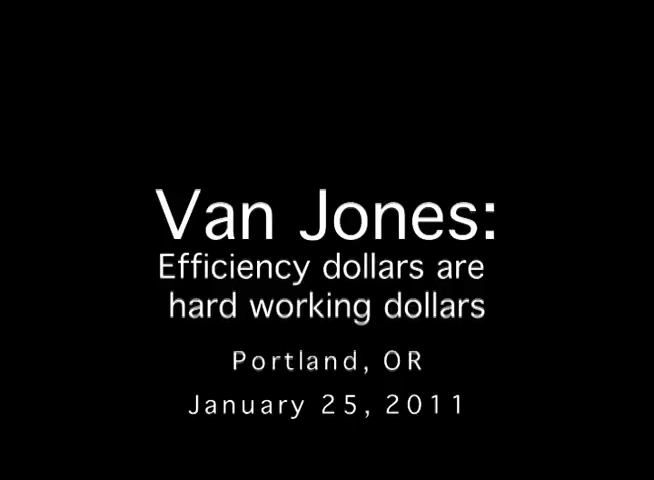 Van Jones:
Efficiency dollars are
hard working dollars
Portland, OR
January 25, 2011